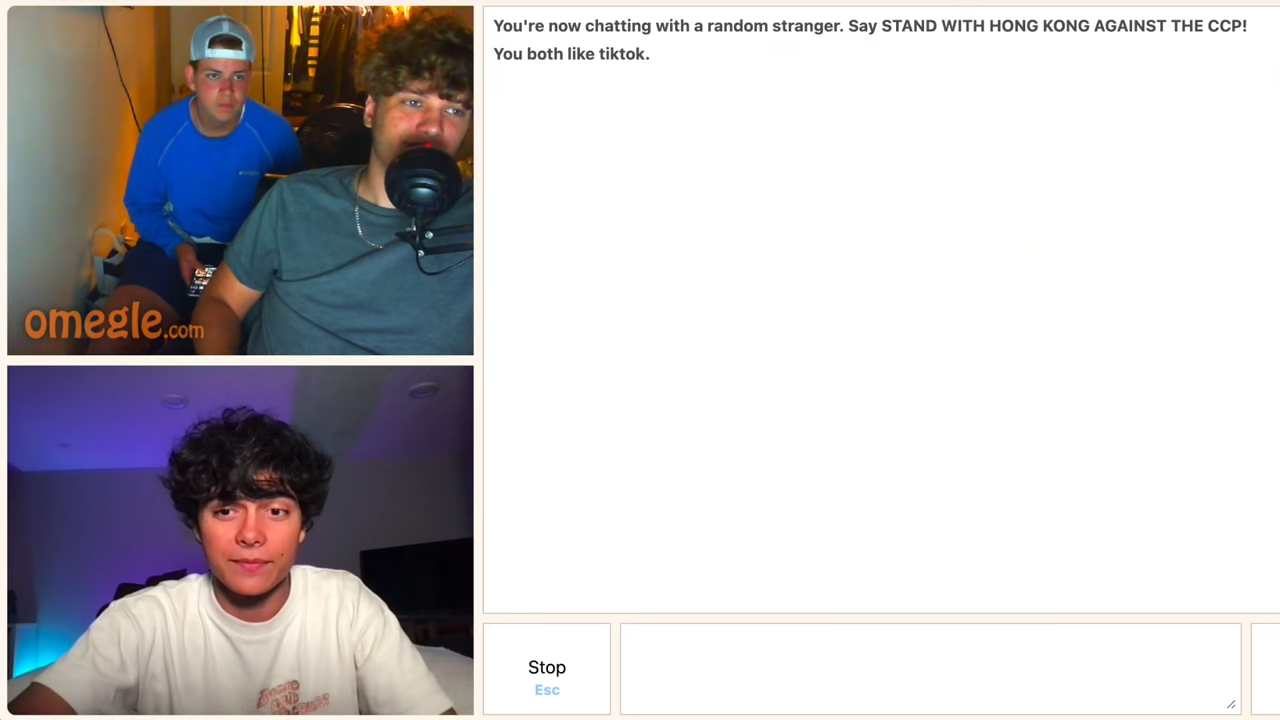 You're now chatting with a random stranger. Say STAND WITH HONG KONG AGAINST THE CCP!
You both like tiktok.
omegle.com
Stop
Esc